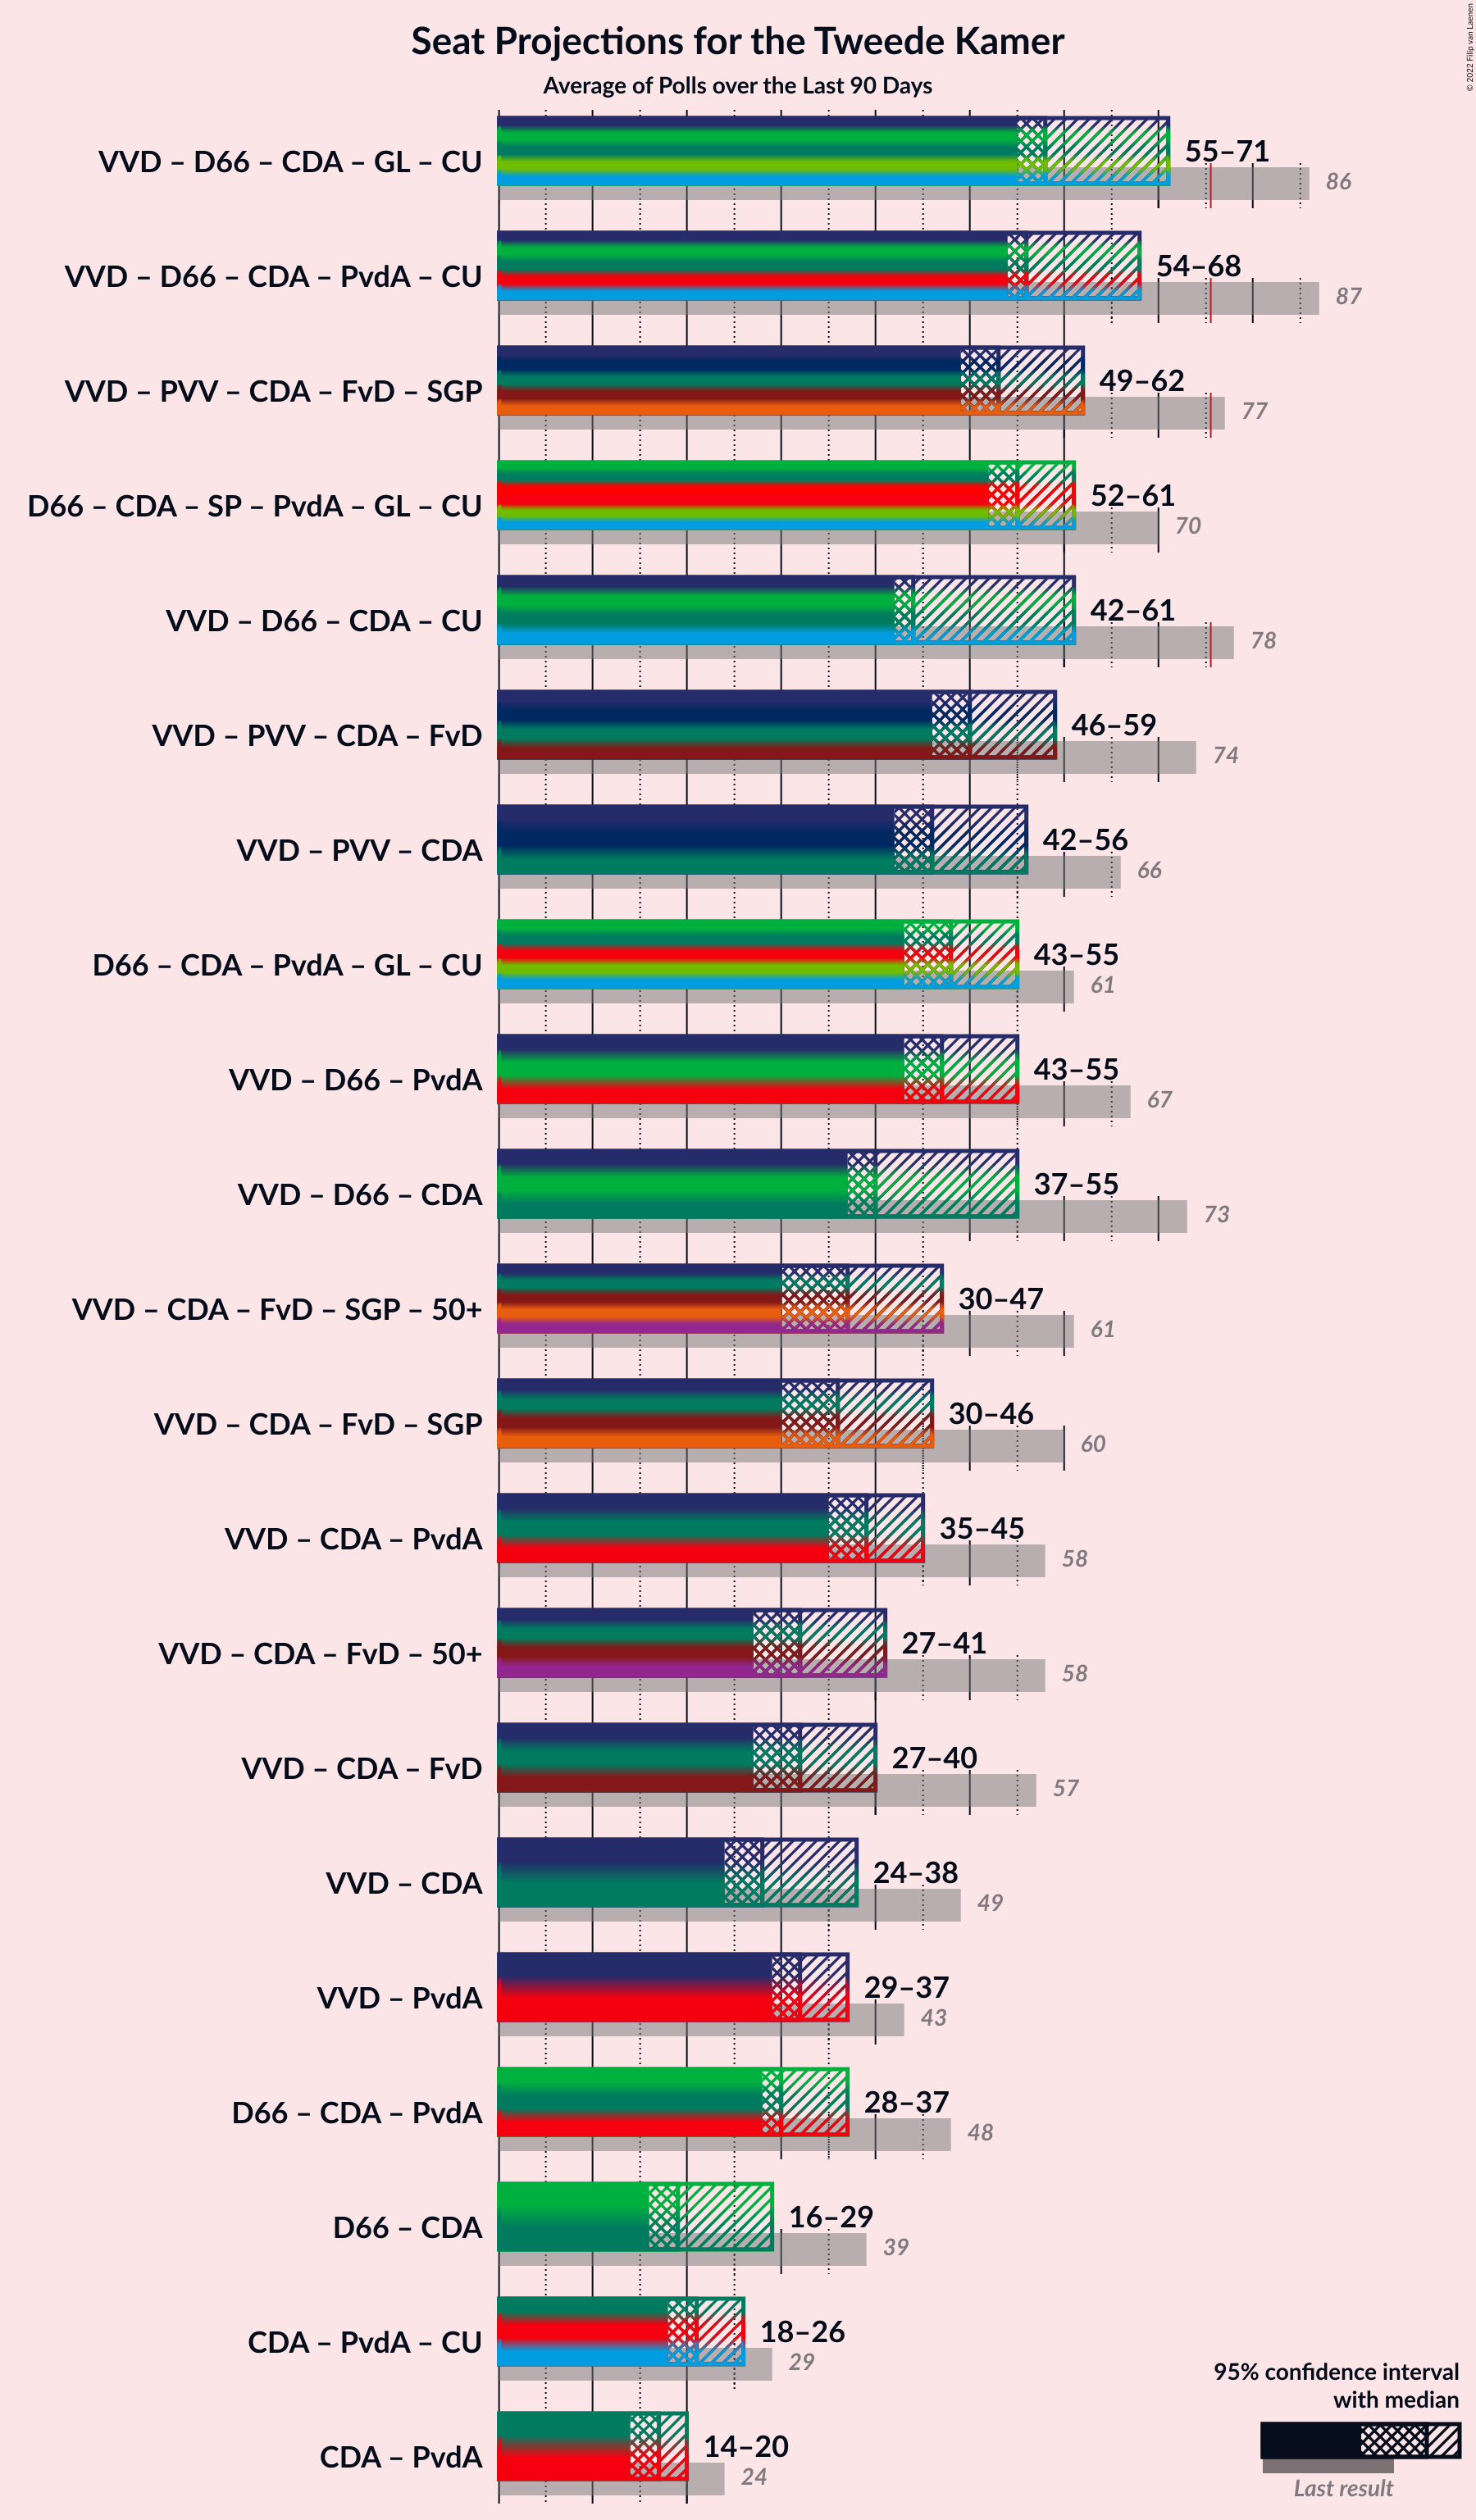 Seat Projections for the Tweede Kamer
Average of Polls over the Last 90 Days
© 2022 Filip van Laenen
VVD – D66 – CDA – GL – CU
55–71
86
VVD – D66 – CDA – PvdA – CU
54–68
87
VVD – PVV – CDA – FvD – SGP
49–62
77
D66 – CDA – SP – PvdA – GL – CU
52–61
70
VVD – D66 – CDA – CU
42–61
78
VVD – PVV – CDA – FvD
46–59
74
VVD – PVV – CDA
42–56
66
D66 – CDA – PvdA – GL – CU
43–55
61
VVD – D66 – PvdA
43–55
67
VVD – D66 – CDA
37–55
73
VVD – CDA – FvD – SGP – 50+
30–47
61
VVD – CDA – FvD – SGP
30–46
60
VVD – CDA – PvdA
35–45
58
VVD – CDA – FvD – 50+
27–41
58
VVD – CDA – FvD
27–40
57
VVD – CDA
24–38
49
VVD – PvdA
29–37
43
D66 – CDA – PvdA
28–37
48
D66 – CDA
16–29
39
CDA – PvdA – CU
18–26
29
CDA – PvdA
14–20
24
95% confidence interval
with median
Last result